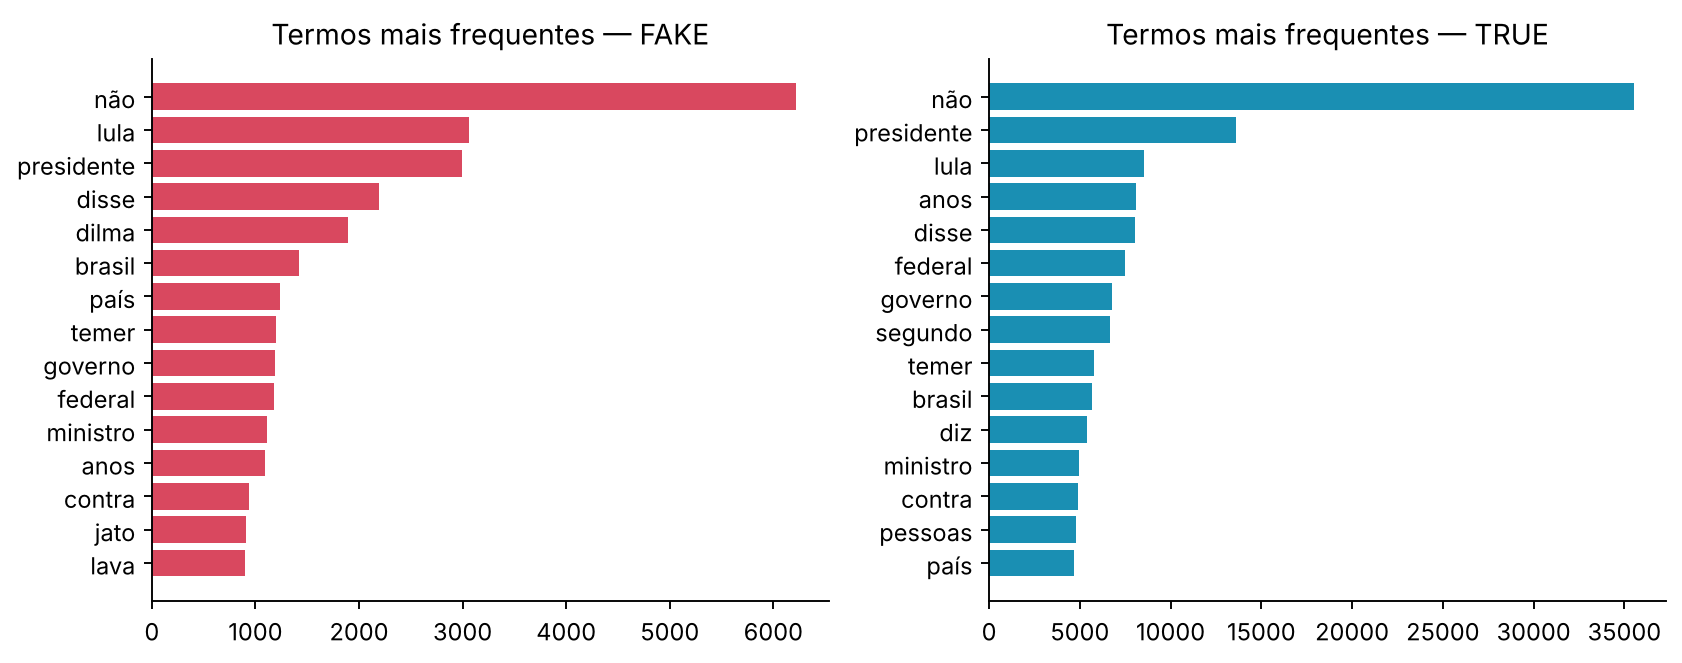 Termos mais frequentes — FAKE
não
lula
presidente
disse
dilma
brasil
país
temer
governo
federal
ministro
anos
contra
jato
lava
0 1000 2000 3000 4000 5000 6000
Termos mais frequentes — TRUE
não
presidente
lula
anos
disse
federal
governo
segundo
temer
brasil
diz
ministro
contra
pessoas
país
0 5000 10000 15000 20000 25000 30000 35000